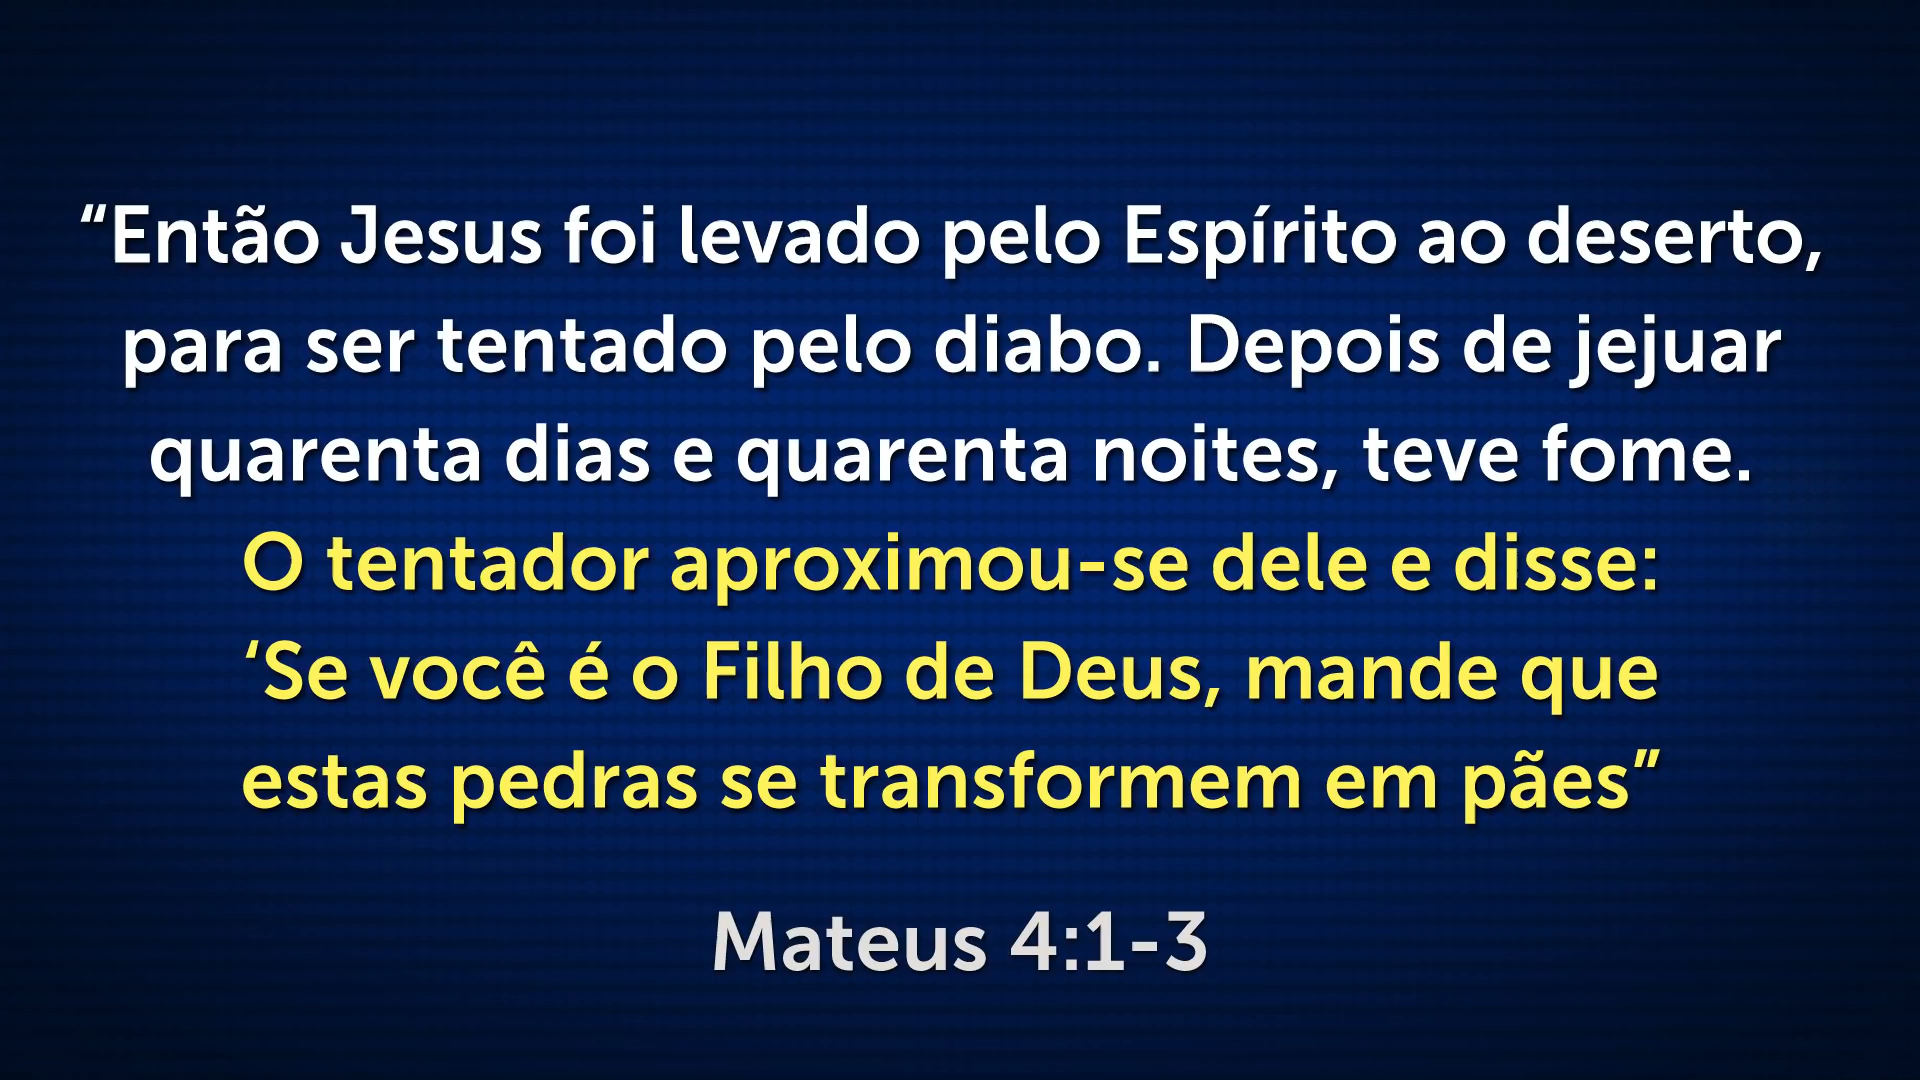 “Então Jesus foi levado pelo Espírito ao deserto,
para ser tentado pelo diabo. Depois de jejuar
quarenta dias e quarenta noites, teve fome.
O tentador aproximou-se dele e disse:
‘Se você é o Filho de Deus, mande que
estas pedras se transformem em pães”
Mateus 4:1-3